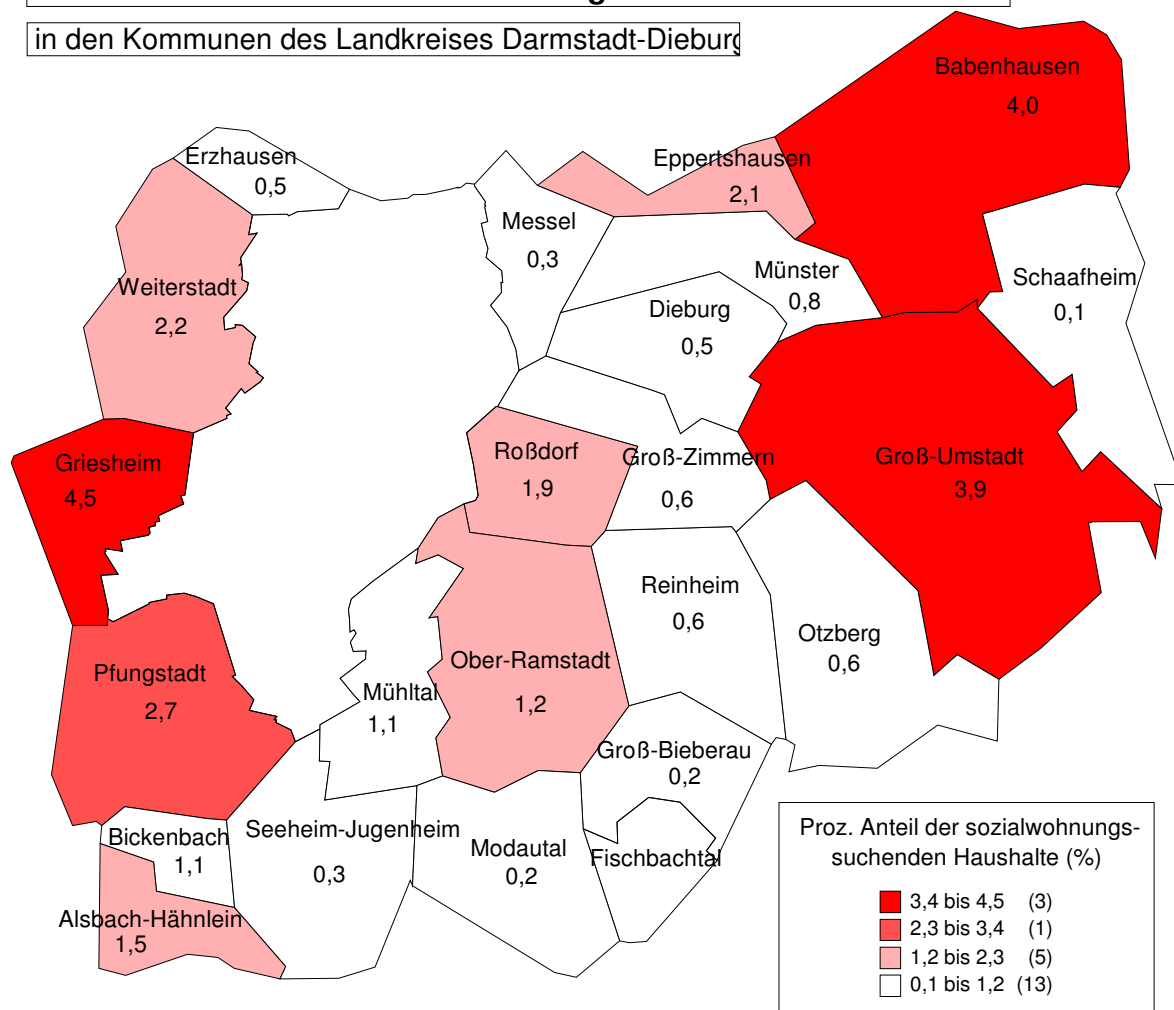 in den Kommunen des Landkreises Darmstadt-Dieburg
Babenhausen
4,0
Erzhausen
0,5
Eppertshausen
2,1
Messel
0,3
Münster
0,8
Schaafheim
0,1
Weiterstadt
2,2
Dieburg
0,5
Griesheim
4,5
Roßdorf
1,9
Groß-Zimmern
0,6
Groß-Umstadt
3,9
Reinheim
0,6
Otzberg
0,6
Pfungstadt
2,7
Mühltal
1,1
Ober-Ramstadt
1,2
Groß-Bieberau
0,2
Bickenbach
1,1
Seeheim-Jugenheim
0,3
Modautal
0,2
Fischbachtal
Alsbach-Hähnlein
1,5
Proz. Anteil der sozialwohnungs-
suchenden Haushalte (%)
3,4 bis 4,5 (3)
2,3 bis 3,4 (1)
1,2 bis 2,3 (5)
0,1 bis 1,2 (13)